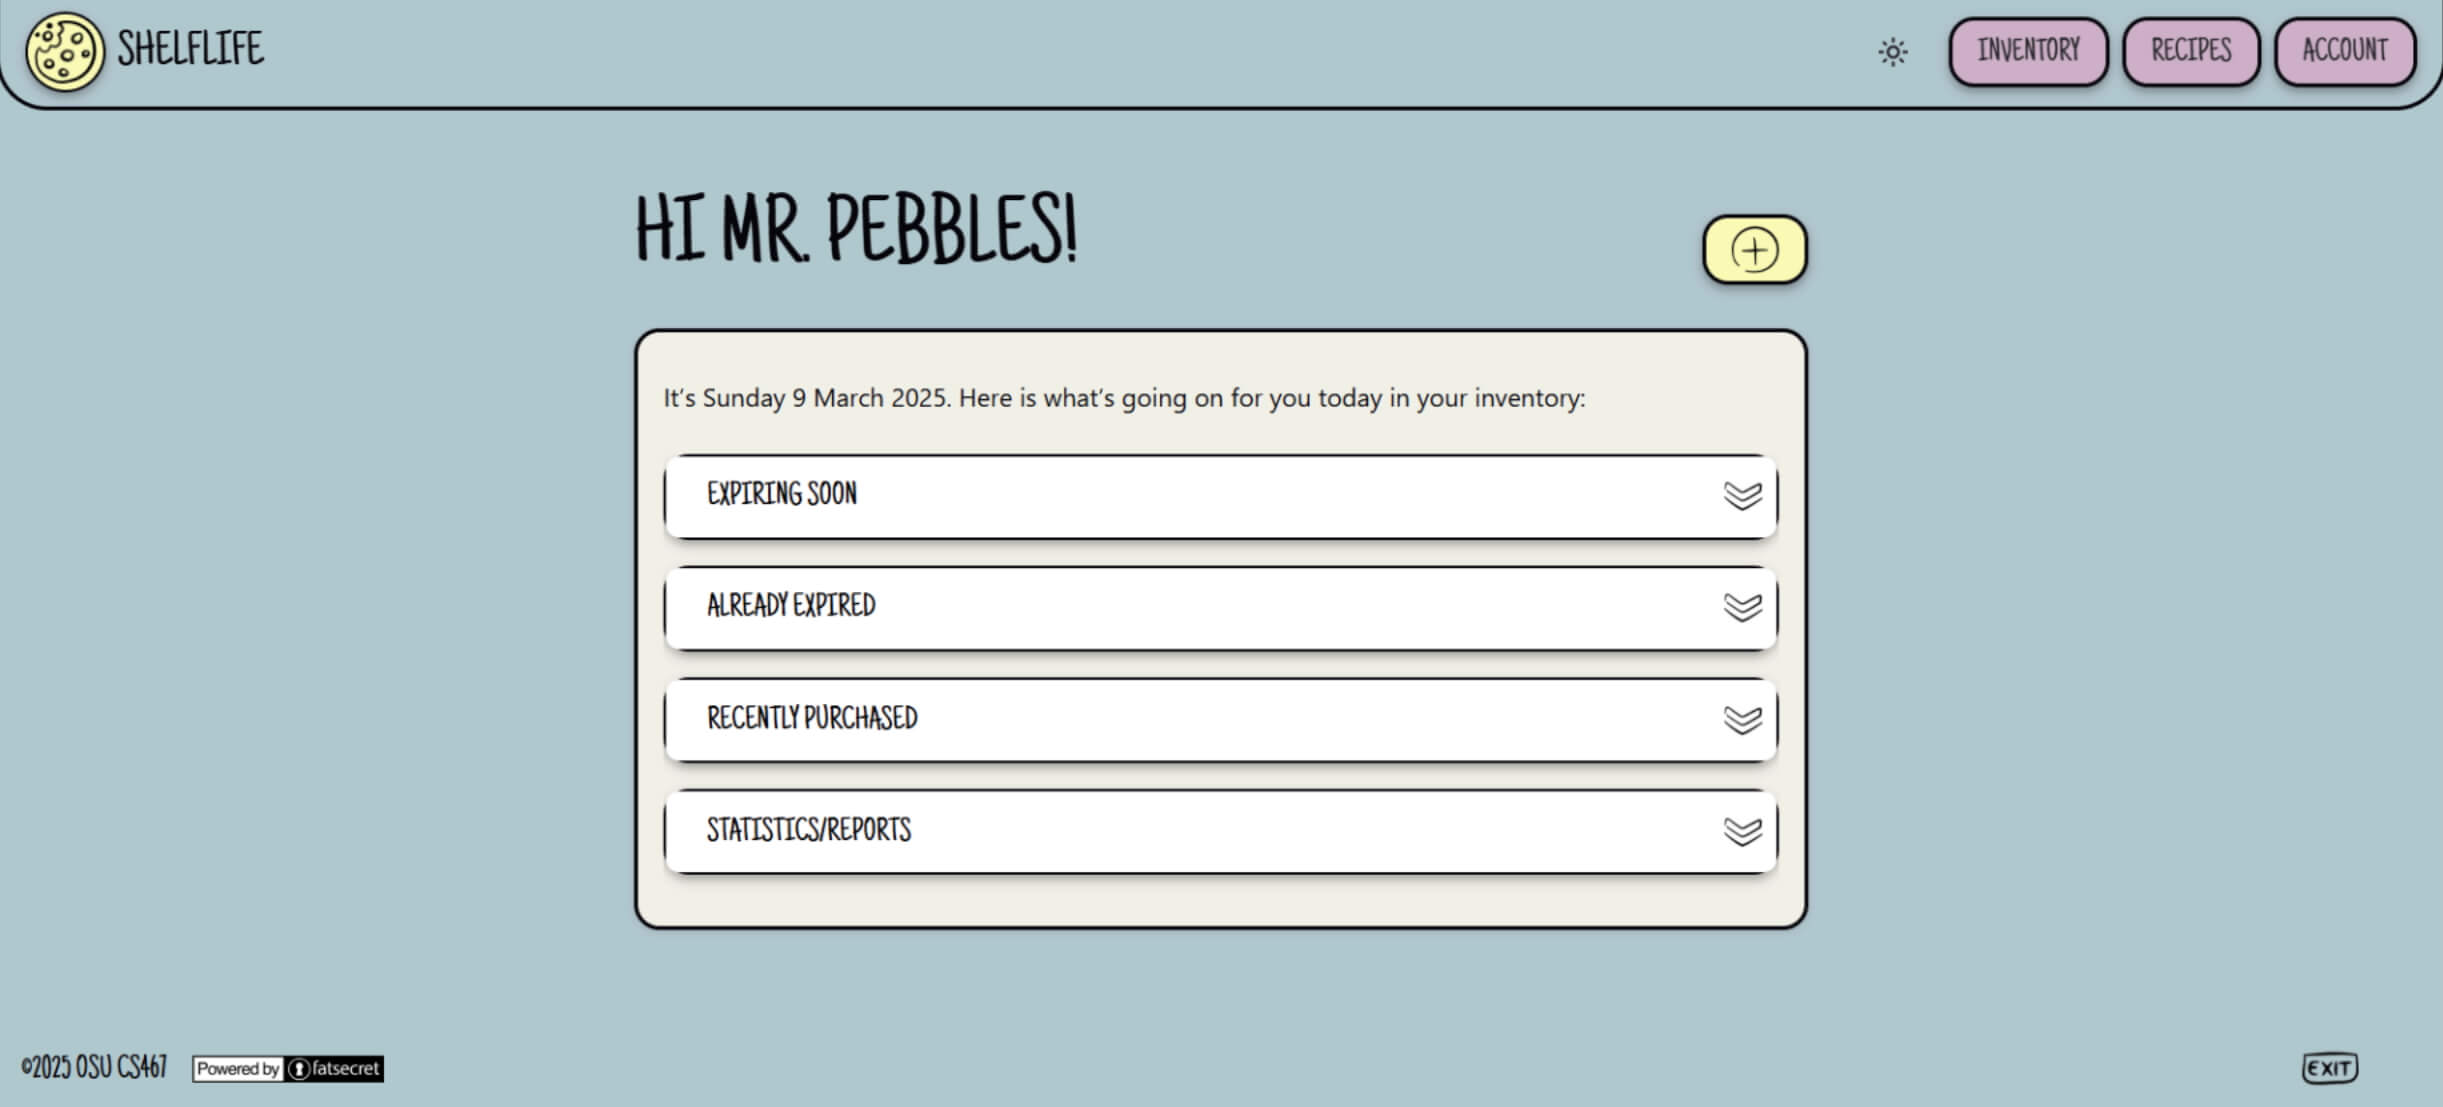 SHELFLIFE
INVENTORY
RECIPES
ACCOUNT
HI MR. PEBBLES!
It's Sunday 9 March 2025. Here is what's going on for you today in your inventory:
EXPIRING SOON
ALREADY EXPIRED
RECENTLY PURCHASED
STATISTICS/REPORTS
©2025 OSU CS467
Powered by fatsecret
EXIT